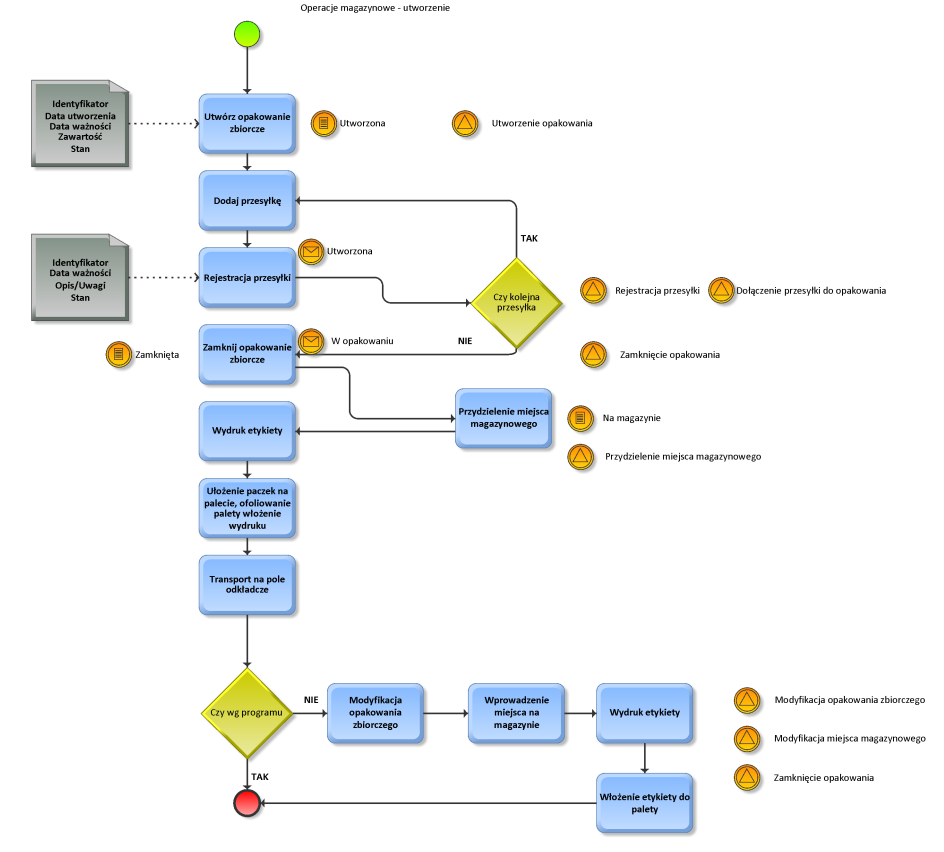 Operacje magazynowe - utworzenie
Identyfikator
Data utworzenia
Data ważności
Zawartość
Stan
Utwórz opakowanie
zbiorcze
Utworzona
Utworzenie opakowania
Dodaj przesyłkę
TAK
Identyfikator
Data ważności
Opis/Uwagi
Stan
Rejestracja przesyłki
Utworzona
Czy kolejna
przesyłka
Rejestracja przesyłki
Dołączenie przesyłki do opakowania
Zamknięta
Zamknij opakowanie
zbiorcze
W opakowaniu
NIE
Zamknięcie opakowania
Przydzielenie miejsca
magazynowego
Na magazynie
Przydzielenie miejsca magazynowego
Wydruk etykiety
Ułożenie paczek na
palecie, ofoliowanie
palety włożenie
wydruku
Transport na pole
odkładcze
Czy wg programu
NIE
Modyfikacja
opakowania
zbiorczego
Wprowadzenie
miejsca na
magazynie
Wydruk etykiety
Modyfikacja opakowania zbiorczego
Modyfikacja miejsca magazynowego
Zamknięcie opakowania
TAK
Włożenie etykiety do
palety